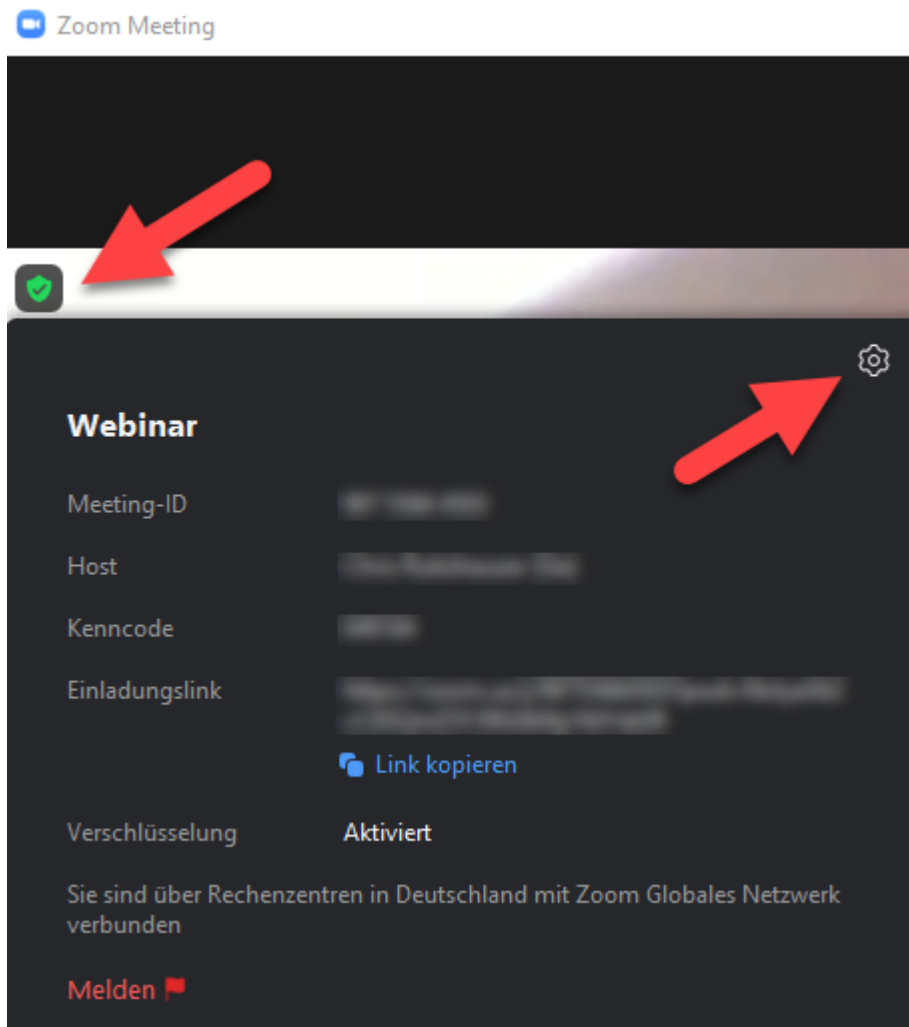 Zoom Meeting
Webinar
Meeting-ID
Host
Kenncode
Einladungslink
Link kopieren
Verschlüsselung Aktiviert
Sie sind über Rechenzentren in Deutschland mit Zoom Globales Netzwerk
verbunden
Melden